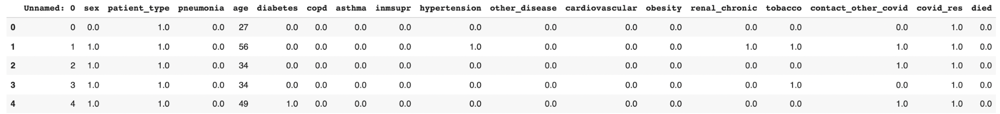 Unnamed: 0 sex patient_type pneumonia age diabetes copd asthma inmsupr hypertension other_disease cardiovascular obesity renal_chronic tobacco contact_other_covid covid_res died
0 0 0.0 1.0 0.0 27 0.0 0.0 0.0 0.0 0.0 0.0 0.0 0.0 0.0 0.0 0.0 1.0 0.0
1 1 1.0 1.0 0.0 56 0.0 0.0 0.0 0.0 1.0 0.0 0.0 0.0 1.0 1.0 1.0 1.0 0.0
2 2 1.0 1.0 0.0 34 0.0 0.0 0.0 0.0 0.0 0.0 0.0 0.0 0.0 0.0 1.0 1.0 0.0
3 3 1.0 1.0 0.0 34 0.0 0.0 0.0 0.0 0.0 0.0 0.0 0.0 0.0 1.0 0.0 1.0 0.0
4 4 1.0 1.0 0.0 49 1.0 0.0 0.0 0.0 0.0 0.0 0.0 0.0 0.0 0.0 1.0 1.0 0.0